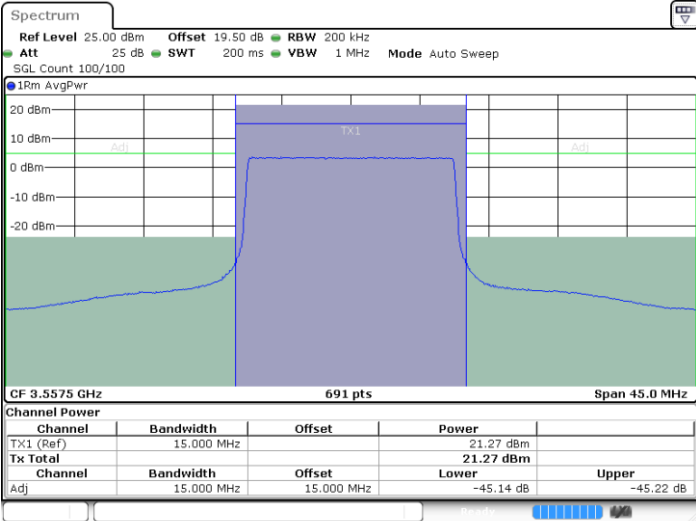 Spectrum
Ref Level 25.00 dBm Offset 19.50 dB RBW 200 kHz
Att 25 dB SWT 200 ms VBW 1 MHz Mode Auto Sweep
SGL Count 100/100
1Rm AvgPwr
20 dBm
TX1
10 dBm
Adj Adj
0 dBm
-10 dBm
-20 dBm
CF 3.5575 GHz 691 pts Span 45.0 MHz
Channel Power
Channel Bandwidth Offset Power
TX1 (Ref) 15.000 MHz 21.27 dBm
Tx Total 21.27 dBm
Channel Bandwidth Offset Lower Upper
Adj 15.000 MHz 15.000 MHz -45.14 dB -45.22 dB
Ready